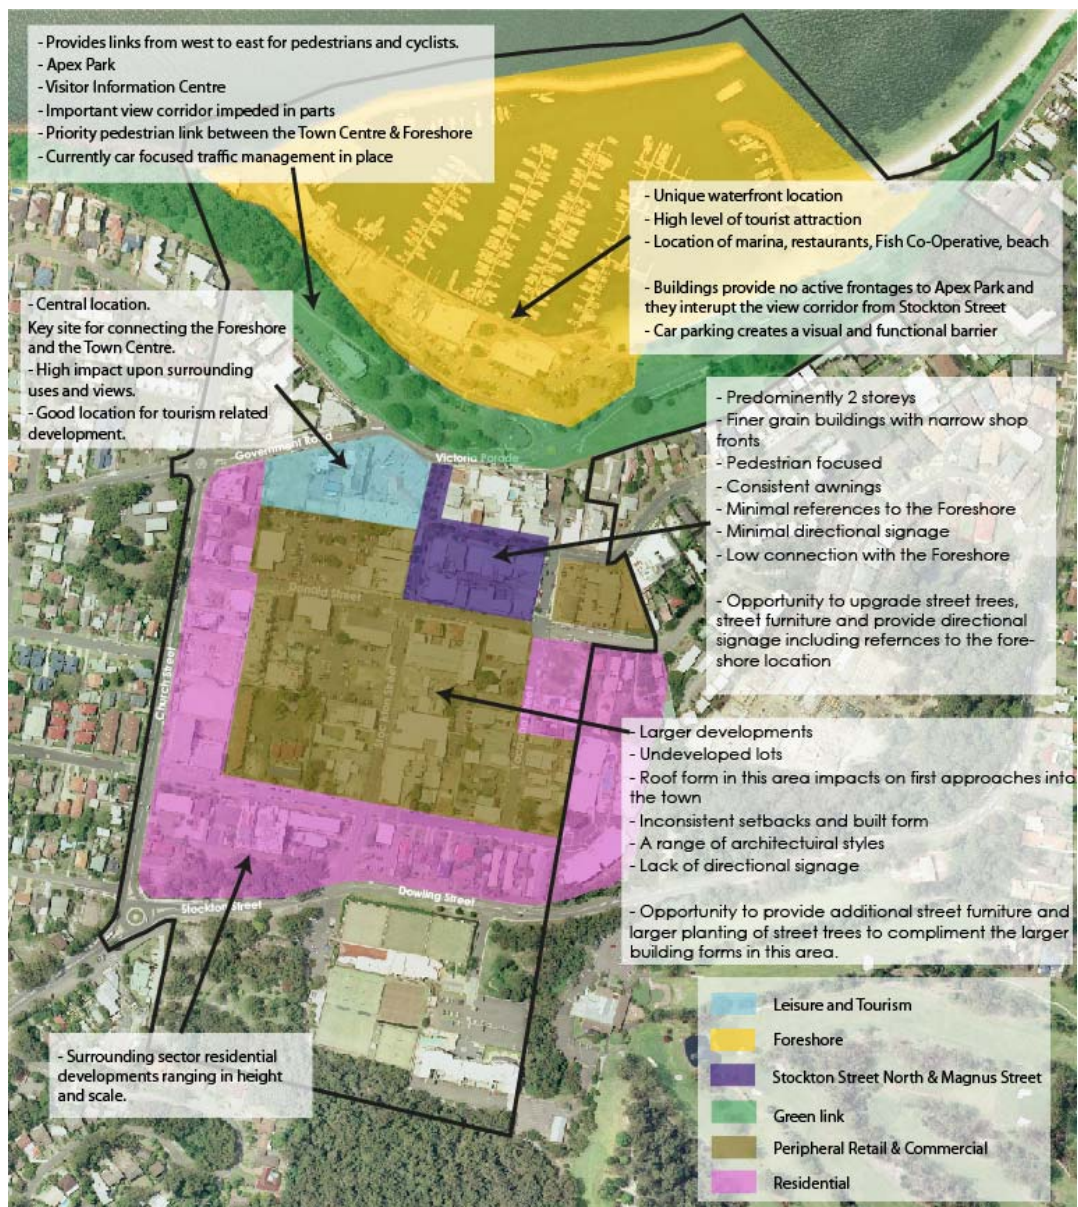 - Provides links from west to east for pedestrians and cyclists.
- Apex Park
- Visitor Information Centre
- Important view corridor impeded in parts
- Priority pedestrian link between the Town Centre & Foreshore
- Currently car focused traffic management in place
- Unique waterfront location
- High level of tourist attraction
- Location of marina, restaurants, Fish Co-Operative, beach
- Buildings provide no active frontages to Apex Park and
they interupt the view corridor from Stockton Street
- Car parking creates a visual and functional barrier
- Central location.
Key site for connecting the Foreshore
and the Town Centre.
- High impact upon surrounding
uses and views.
- Good location for tourism related
development.
- Predominently 2 storeys
- Finer grain buildings with narrow shop
fronts
- Pedestrian focused
- Consistent awnings
- Minimal references to the Foreshore
- Minimal directional signage
- Low connection with the Foreshore
- Opportunity to upgrade street trees,
street furniture and provide directional
signage including refernces to the fore-
shore location
Government Road
Victoria Parade
Donald Street
Church Street
- Larger developments
- Undeveloped lots
- Roof form in this area impacts on first approaches into
the town
- Inconsistent setbacks and built form
- A range of architectuiral styles
- Lack of directional signage
- Opportunity to provide additional street furniture and
larger planting of street trees to compliment the larger
building forms in this area.
Stockton Street
Dowling Street
- Surrounding sector residential
developments ranging in height
and scale.
Leisure and Tourism
Foreshore
Stockton Street North & Magnus Street
Green link
Peripheral Retail & Commercial
Residential